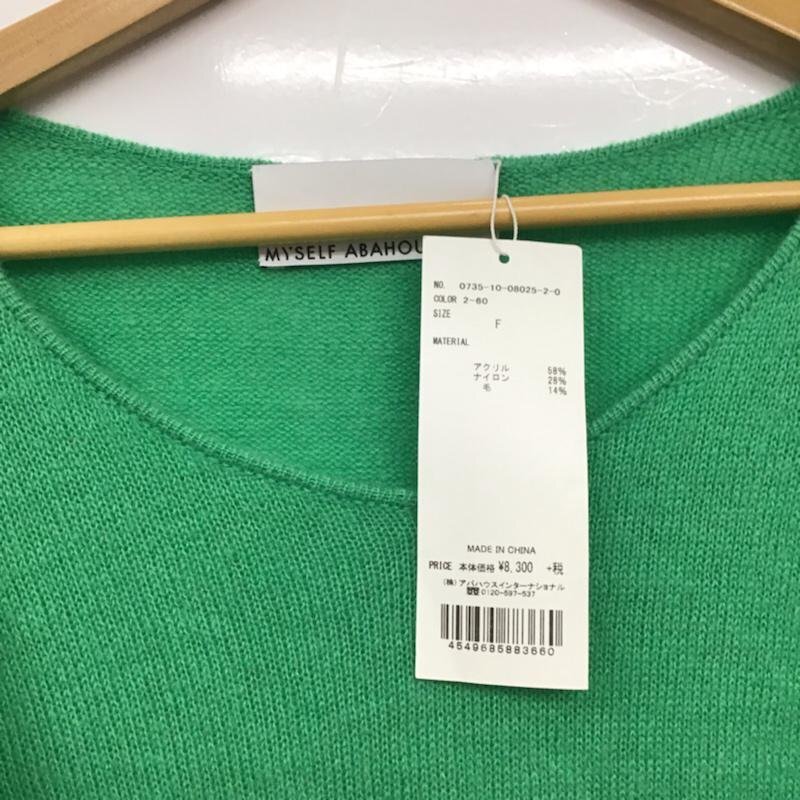 MYSELF ABAHOU
NO. 0735-10-08025-2-0
COLOR 2-60
SIZE
F
MATERIAL
アクリル 58%
ナイロン 28%
毛 14%
MADE IN CHINA
PRICE 本体価格 ¥8,300 +税
(株)アバハウスインターナショナル
0120-597-537
4549685883660